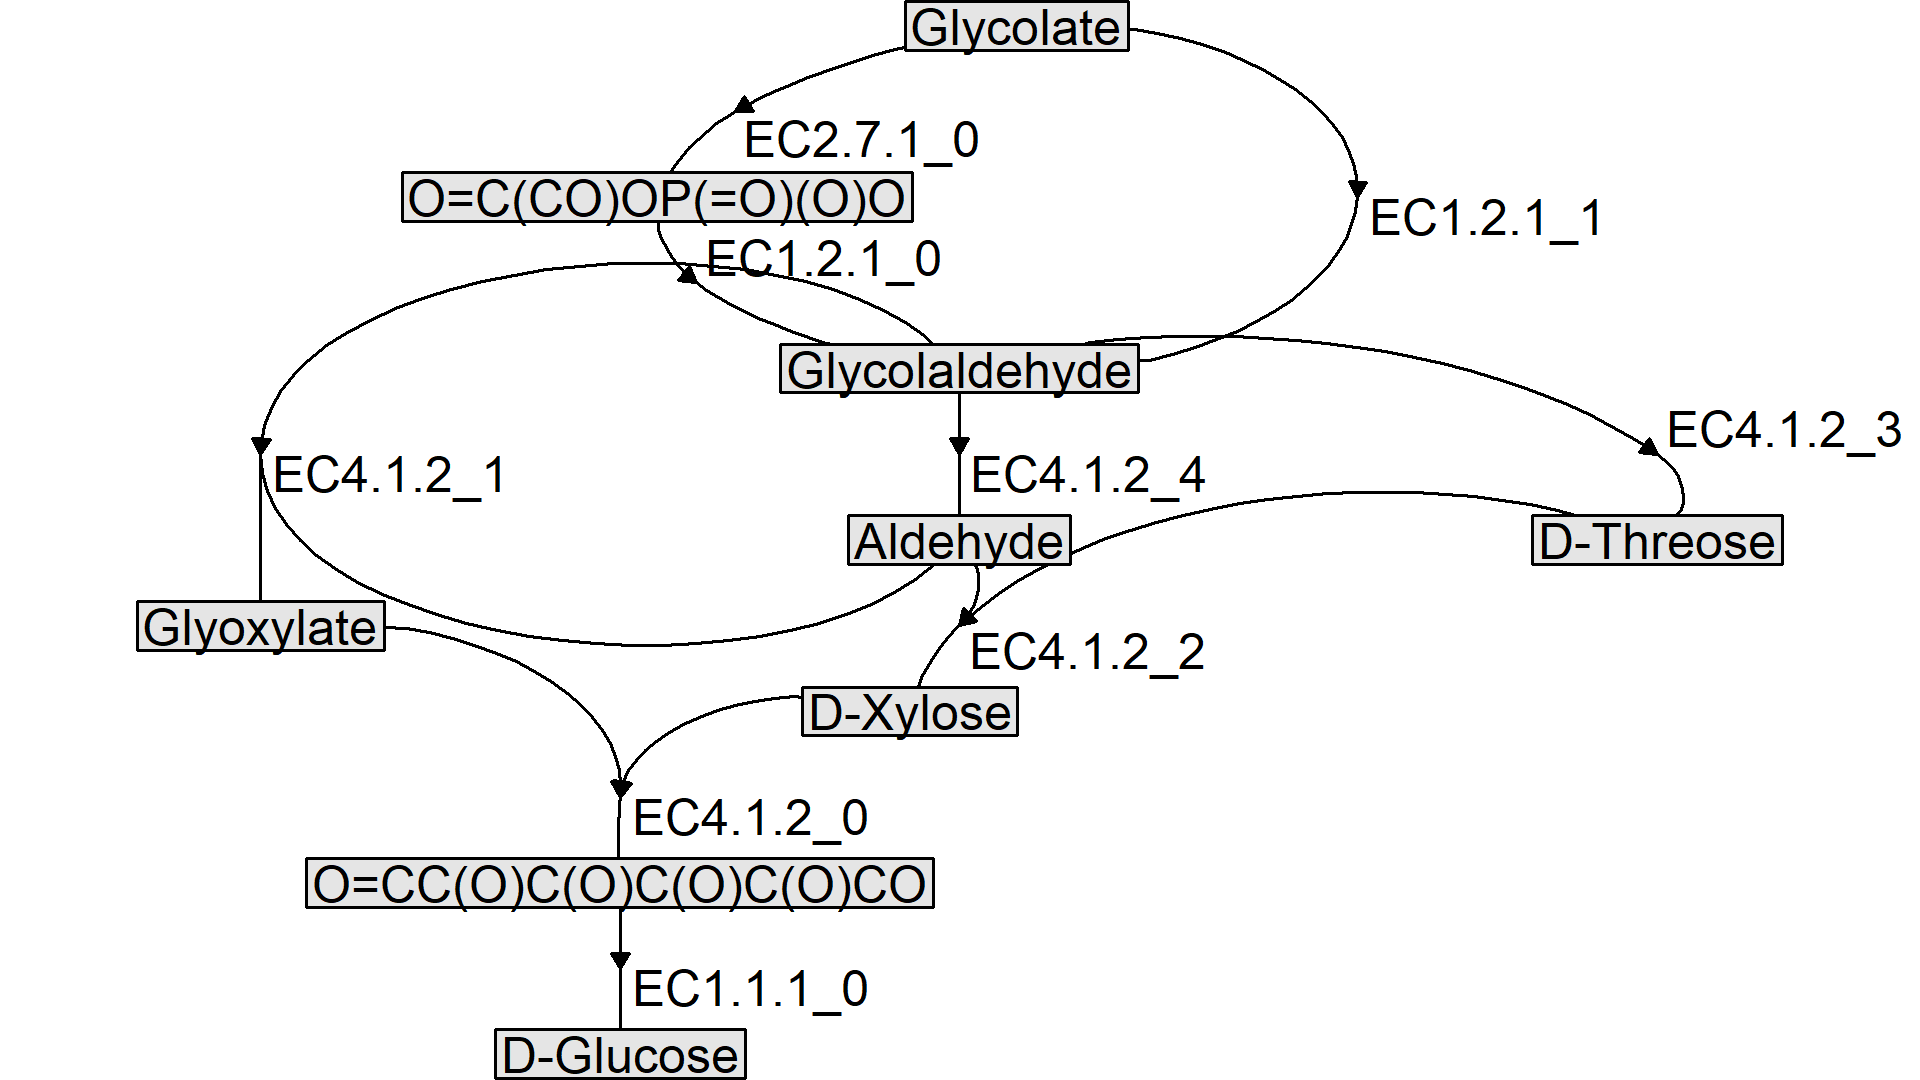 Glycolate
EC2.7.1_0
O=C(CO)OP(=O)(O)O
EC1.2.1_1
EC1.2.1_0
Glycolaldehyde
EC4.1.2_3
EC4.1.2_1
EC4.1.2_4
Aldehyde
D-Threose
Glyoxylate
EC4.1.2_2
D-Xylose
EC4.1.2_0
O=CC(O)C(O)C(O)C(O)CO
EC1.1.1_0
D-Glucose